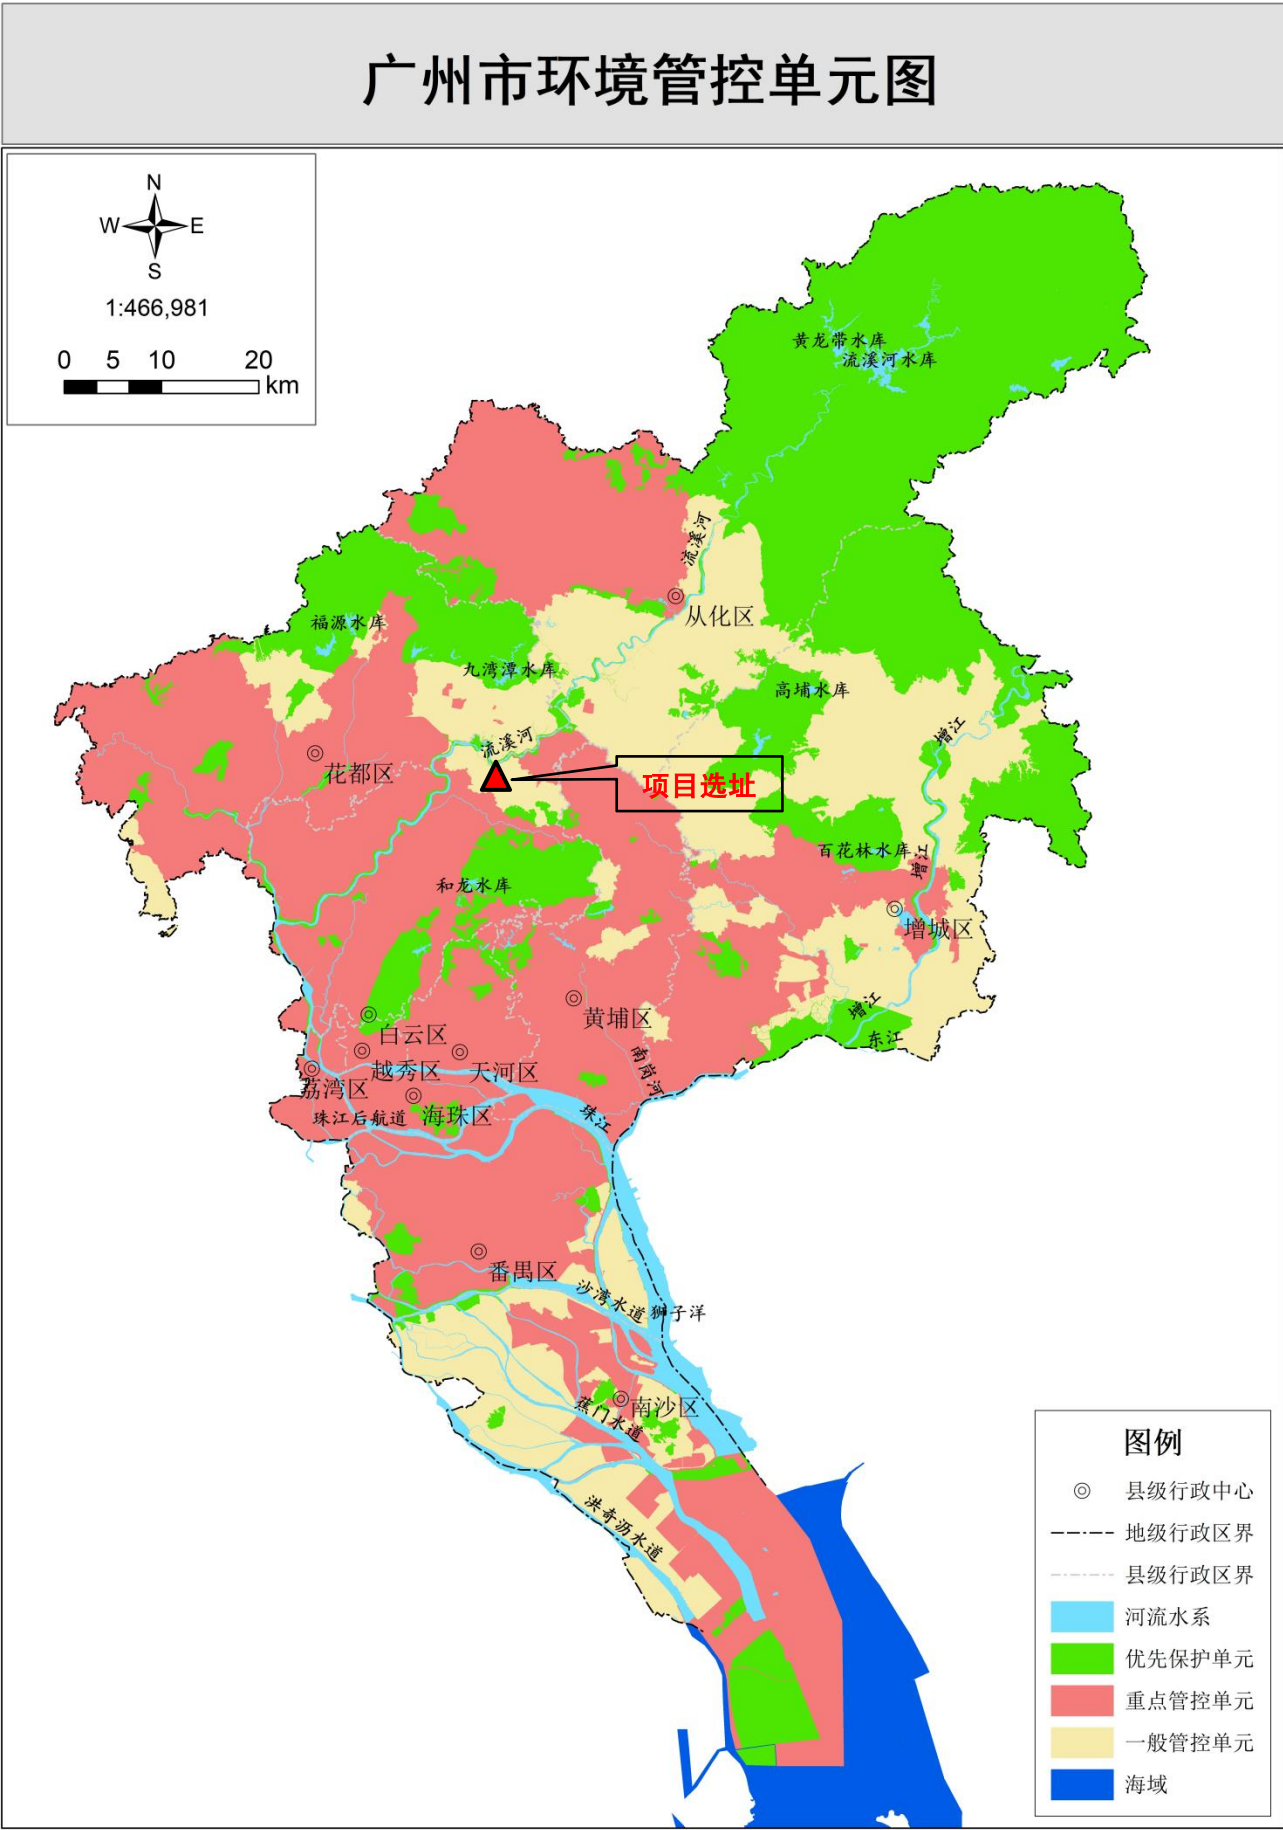 广州市环境管控单元图
N
W E
S
1:466,981
0 5 10 20
km
黄龙带水库
流溪河水库
流溪河
从化区
福源水库
九湾潭水库
高埔水库
增江
流溪河
花都区
项目选址
百花林水库
增江
和龙水库
增城区
增江
黄埔区
白云区
东江
越秀区
天河区
南岗河
荔湾区
珠江后航道
海珠区
珠江
番禺区
沙湾水道
狮子洋
南沙区
蕉门水道
洪奇沥水道
图例
县级行政中心
地级行政区界
县级行政区界
河流水系
优先保护单元
重点管控单元
一般管控单元
海域